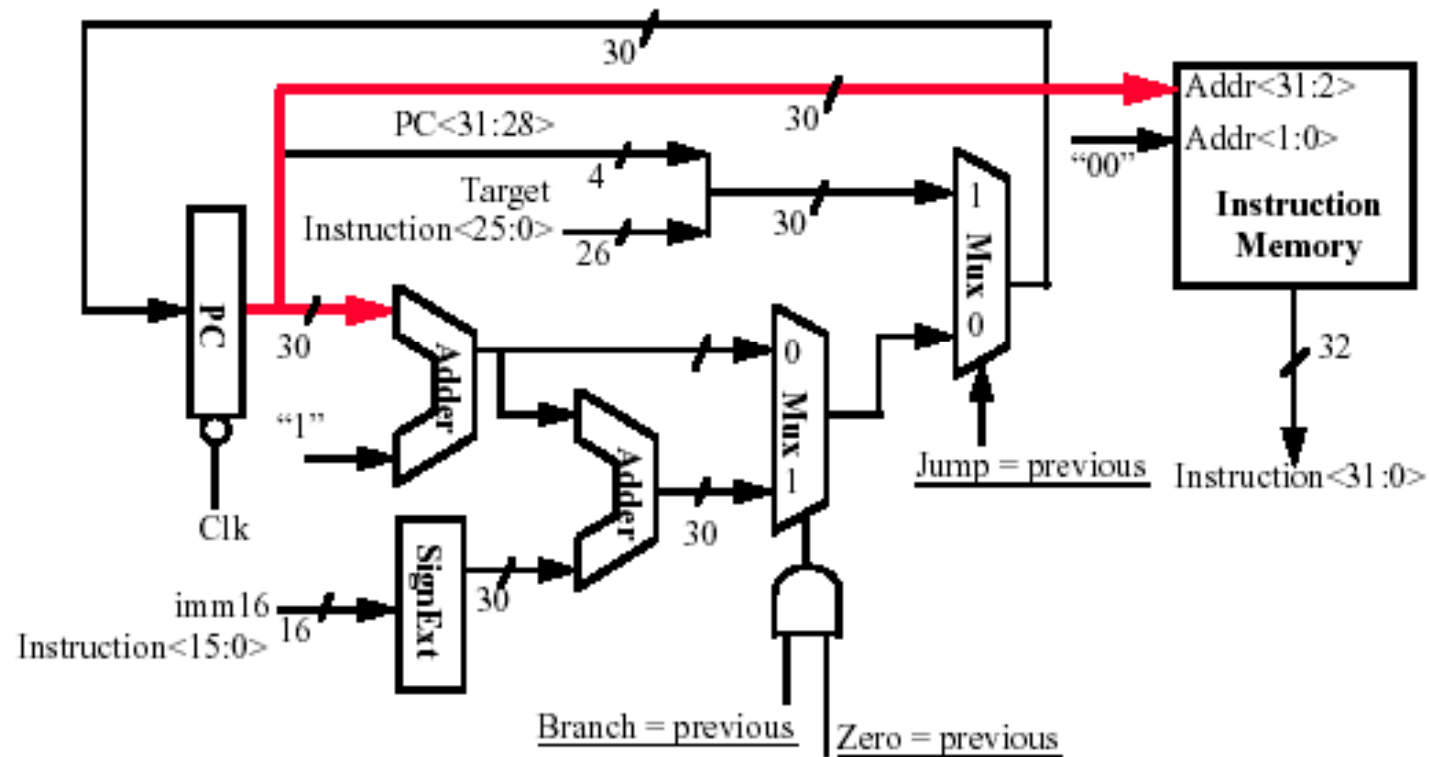 30
Addr<31:2>
30
PC<31:28>
Addr<1:0>
“00”
4
1
Target
Instruction<25:0>
30
Instruction
Memory
26
Mux
PC
0
30
Adder
0
32
“1”
Mux
Adder
Jump = previous
Instruction<31:0>
1
Clk
30
SignExt
30
imm16
16
Instruction<15:0>
Branch = previous
Zero = previous